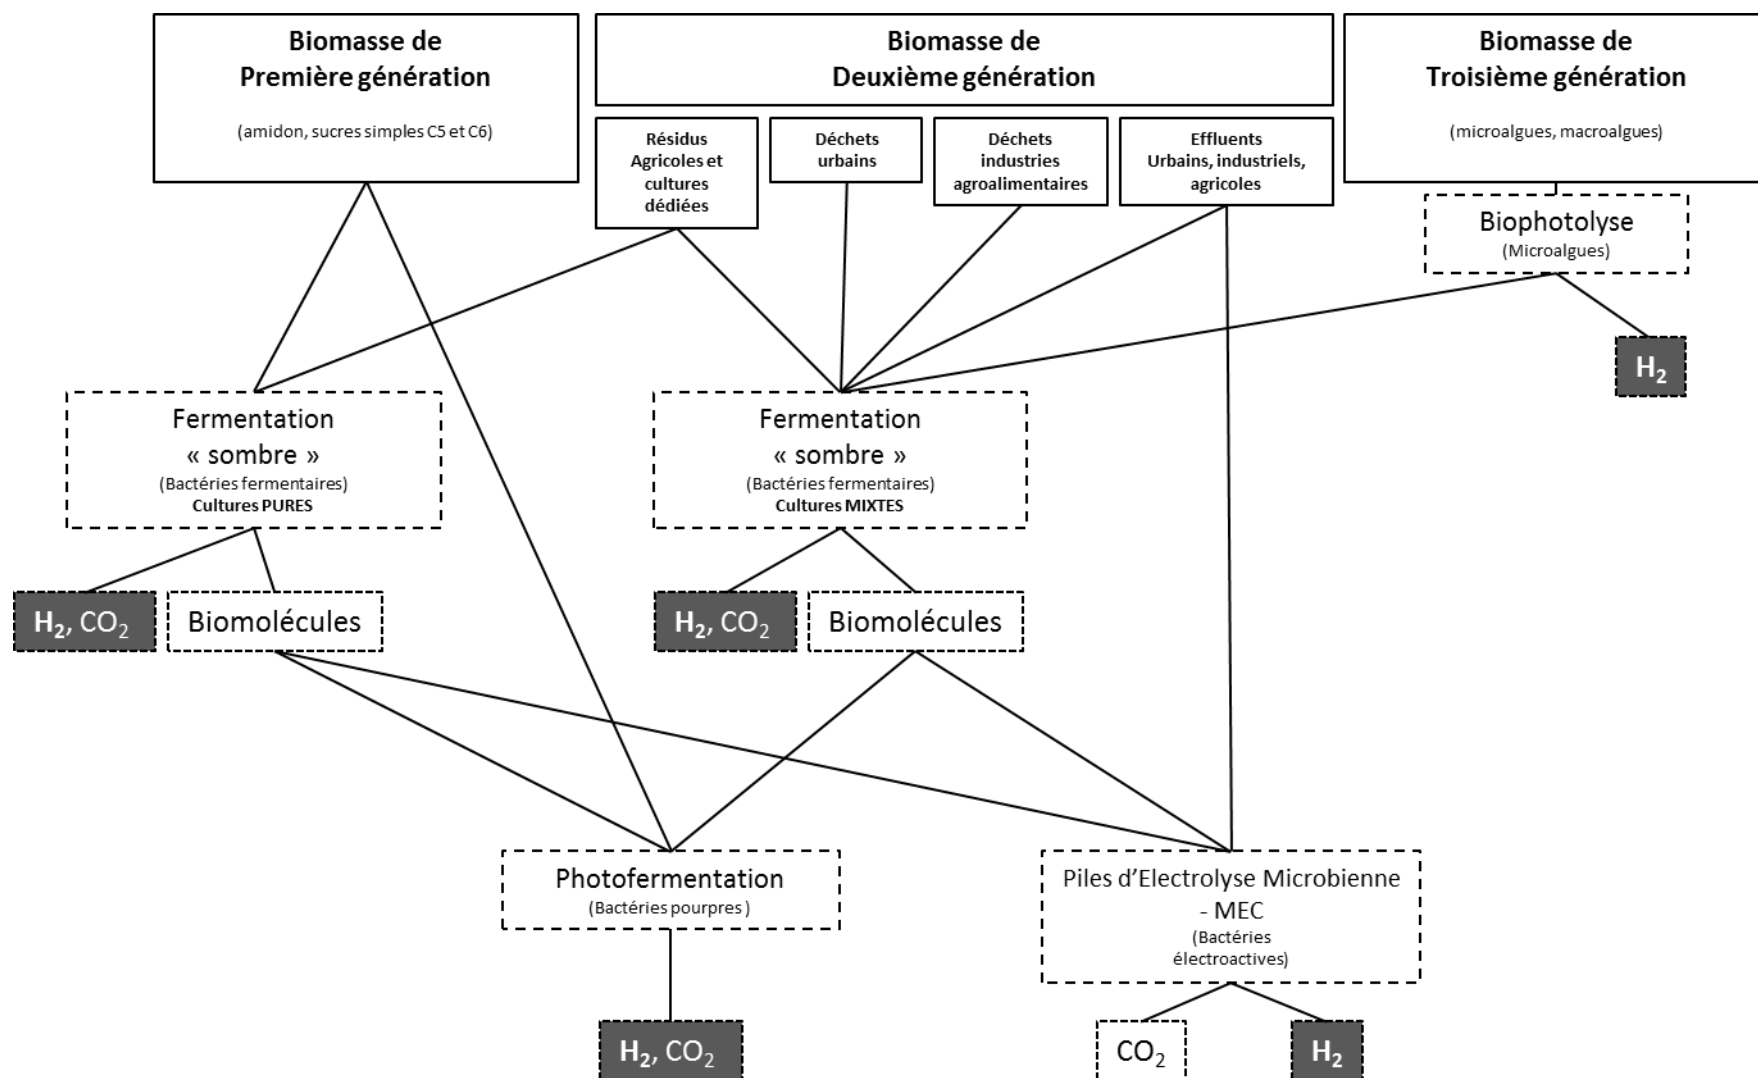 Biomasse de
Première génération
(amidon, sucres simples C5 et C6)
Biomasse de
Deuxième génération
Biomasse de
Troisième génération
(microalgues, macroalgues)
Résidus
Agricoles et
cultures
dédiées
Déchets
urbains
Déchets
industries
agroalimentaires
Effluents
Urbains, industriels,
agricoles
Biophotolyse
(Microalgues)
H₂
Fermentation
« sombre »
(Bactéries fermentaires)
Cultures PURES
Fermentation
« sombre »
(Bactéries fermentaires)
Cultures MIXTES
H₂, CO₂
Biomolécules
H₂, CO₂
Biomolécules
Photofermentation
(Bactéries pourpres )
Piles d’Electrolyse Microbienne
- MEC
(Bactéries
électroactives)
H₂, CO₂
CO₂
H₂